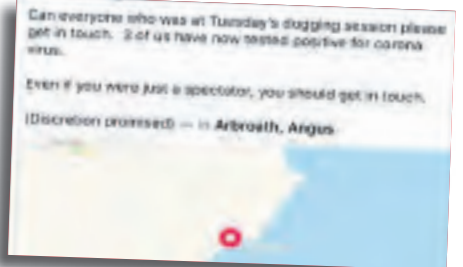 Can everyone who was at Tuesday's dogging session please
get in touch. 3 of us have now tested positive for corona
virus.
Even if you were just a spectator, you should get in touch.
(Discretion promised) — in Arbroath, Angus